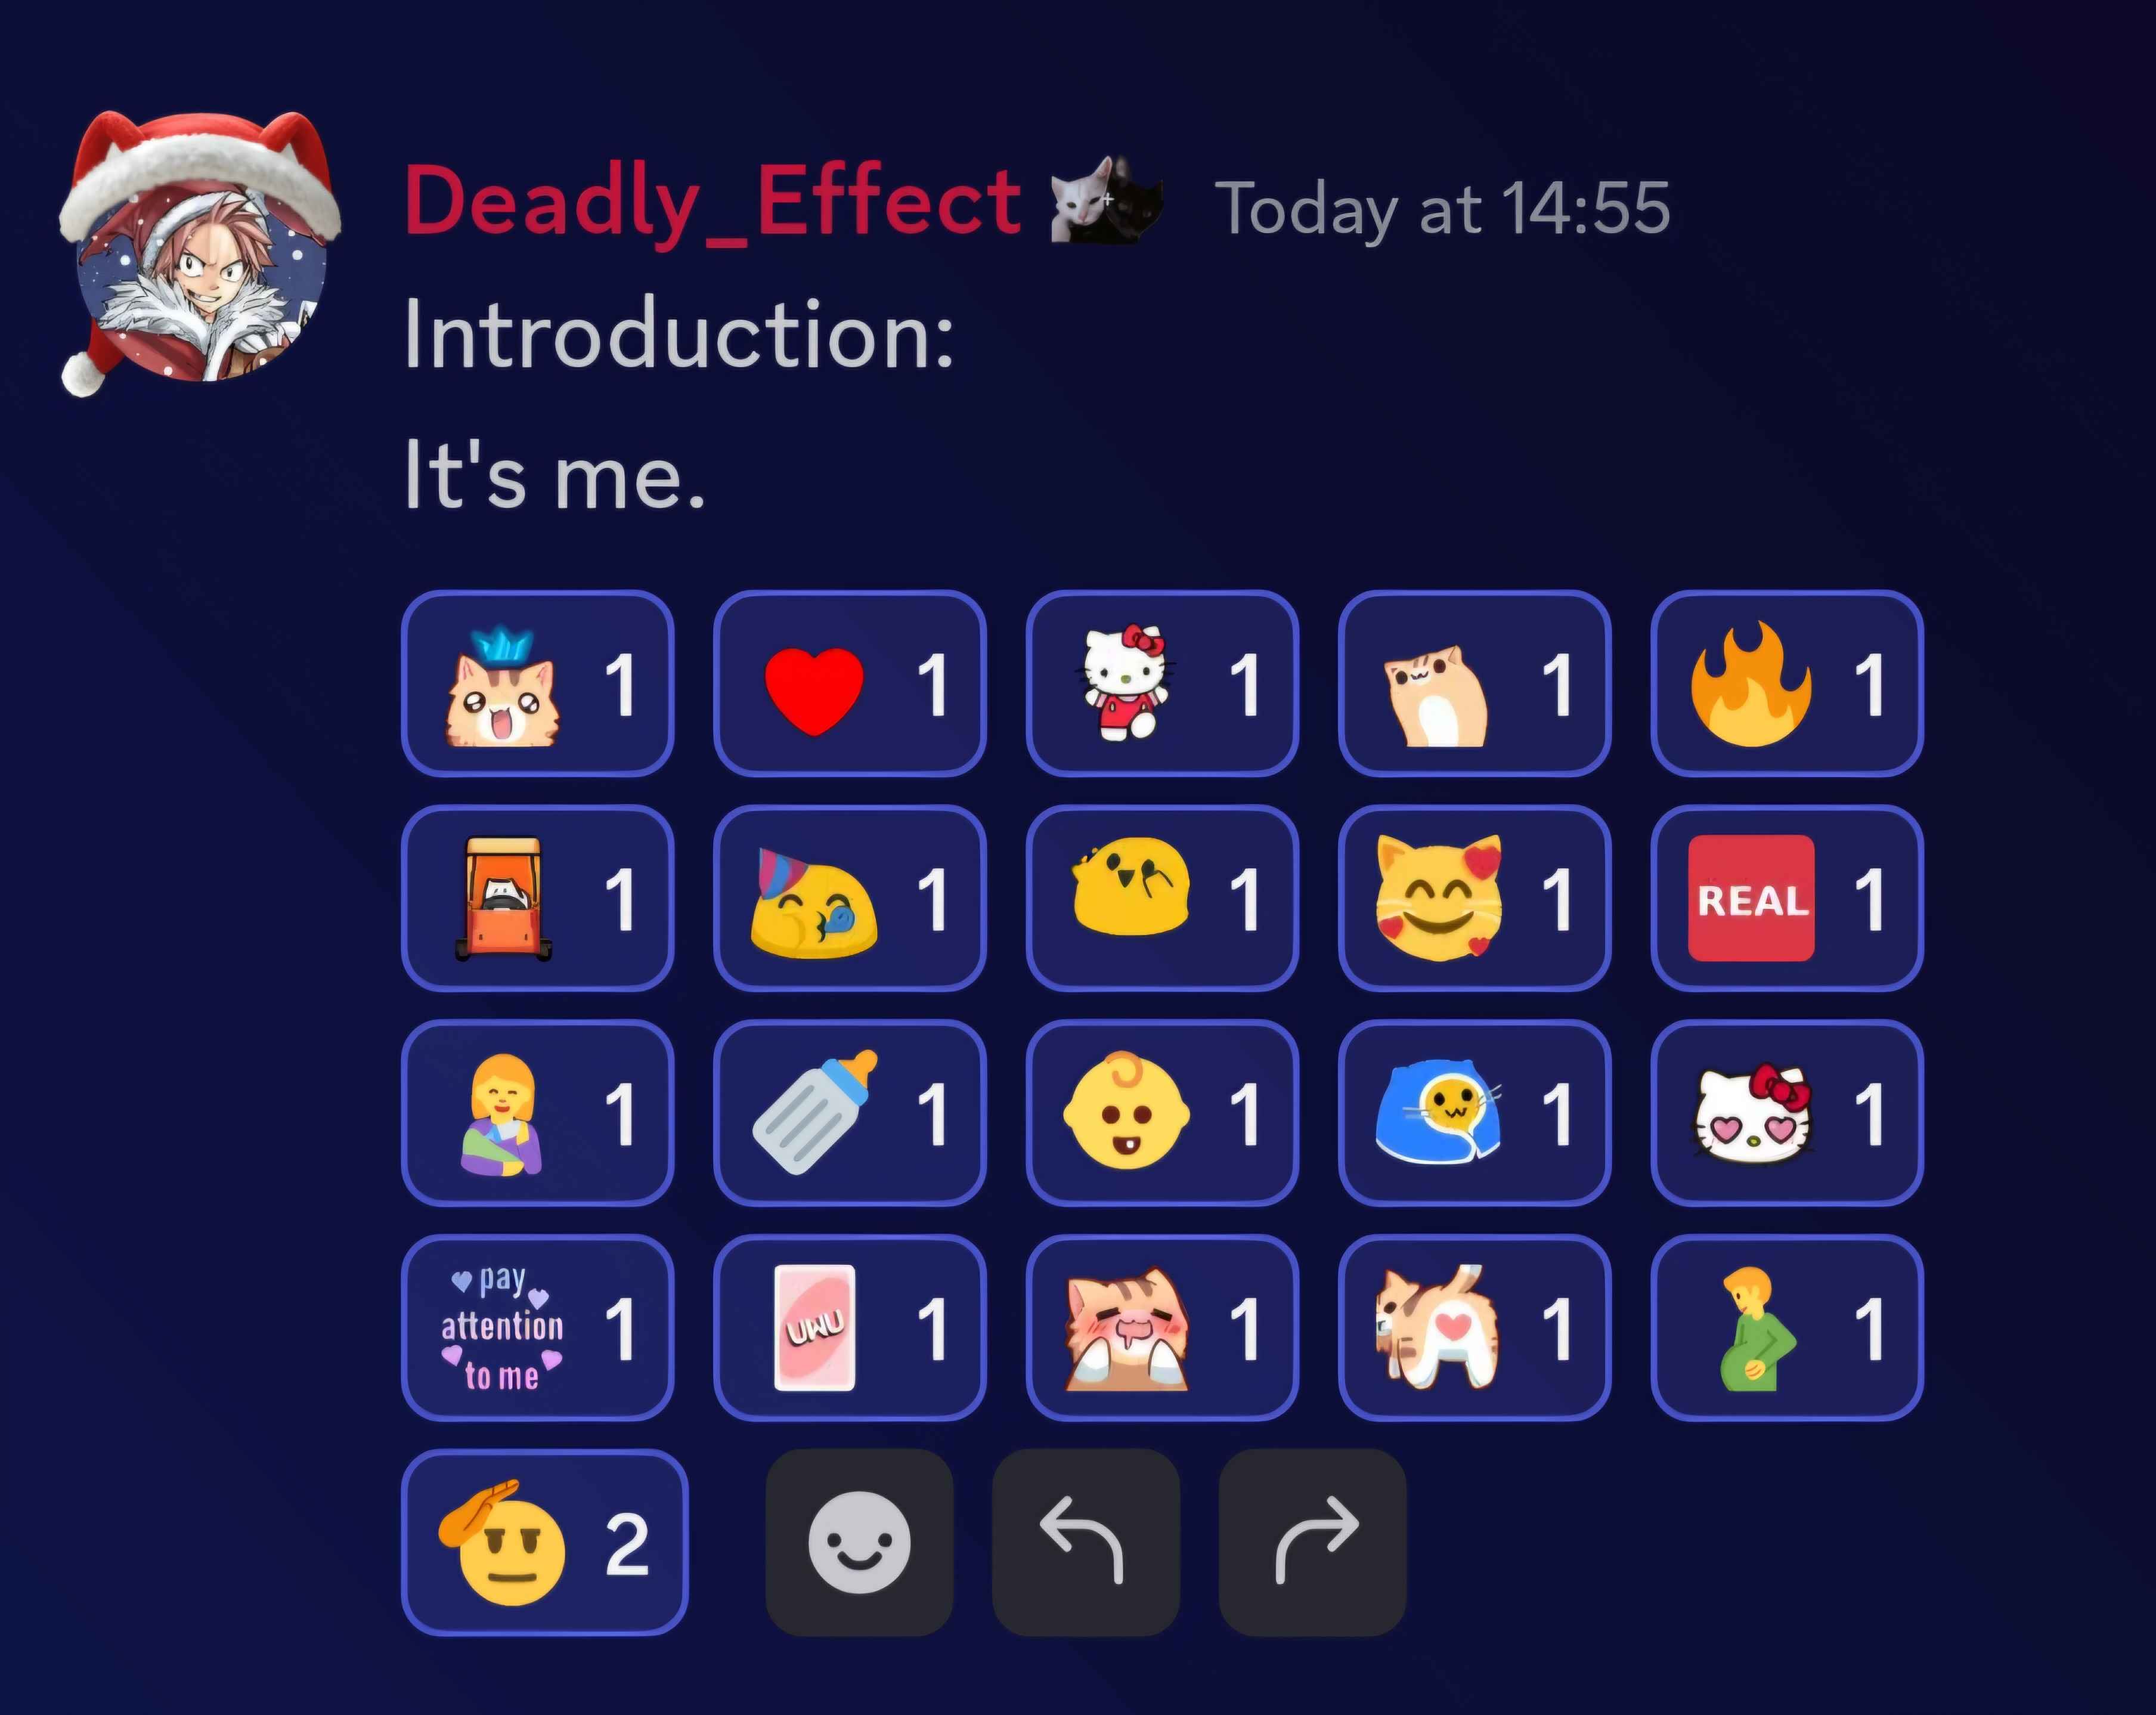 Deadly_Effect Today at 14:55
Introduction:
It's me.
1 1 1 1 1
1 1 1 1 REAL 1
1 1 1 1 1
pay
attention
to me 1 UWU 1 1 1 1
2